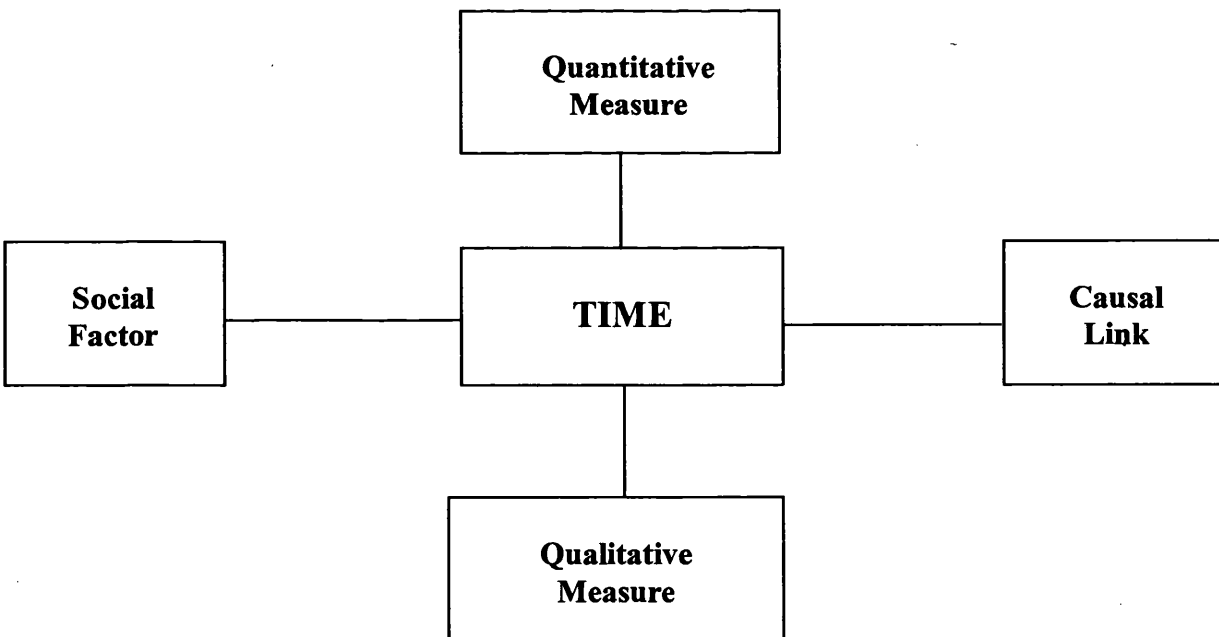 Quantitative
Measure
Social
Factor
TIME
Causal
Link
Qualitative
Measure